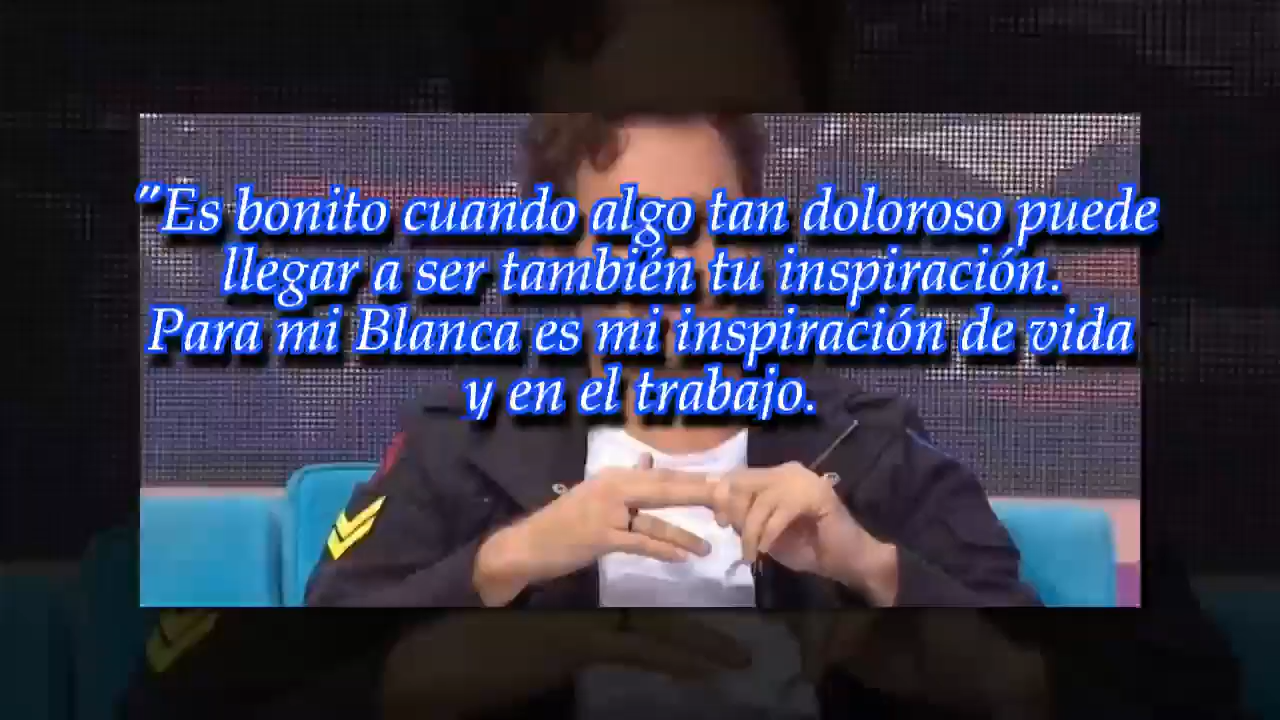 "Es bonito cuando algo tan doloroso puede
llegar a ser también tu inspiración.
Para mi Blanca es mi inspiración de vida
y en el trabajo.